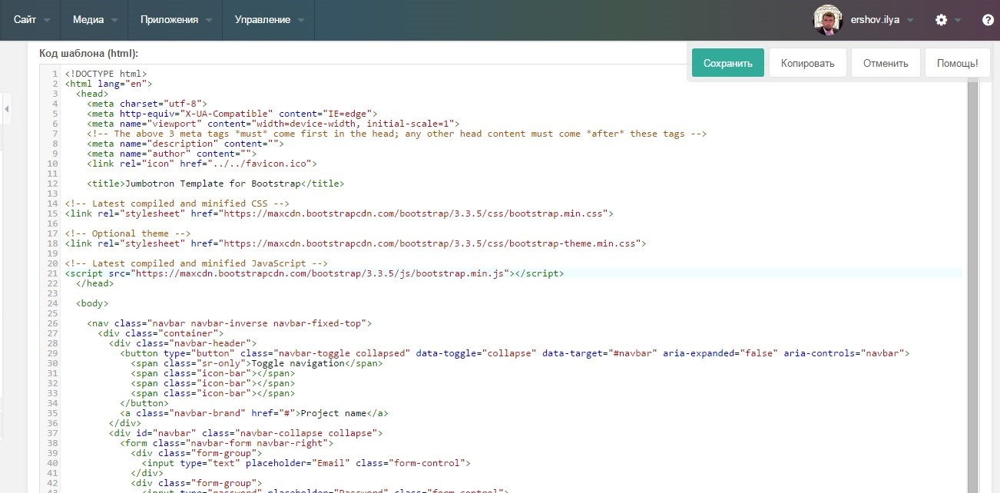 Сайт Медиа Приложения Управление ershov.ilya
Код шаблона (html):
Сохранить Копировать Отменить Помощь!
1 <!DOCTYPE html>
2 <html lang="en">
3 <head>
4 <meta charset="utf-8">
5 <meta http-equiv="X-UA-Compatible" content="IE=edge">
6 <meta name="viewport" content="width=device-width, initial-scale=1">
7 <!-- The above 3 meta tags *must* come first in the head; any other head content must come *after* these tags -->
8 <meta name="description" content="">
9 <meta name="author" content="">
10 <link rel="icon" href="../../favicon.ico">
11
12 <title>Jumbotron Template for Bootstrap</title>
13
14 <!-- Latest compiled and minified CSS -->
15 <link rel="stylesheet" href="https://maxcdn.bootstrapcdn.com/bootstrap/3.3.5/css/bootstrap.min.css">
16
17 <!-- Optional theme -->
18 <link rel="stylesheet" href="https://maxcdn.bootstrapcdn.com/bootstrap/3.3.5/css/bootstrap-theme.min.css">
19
20 <!-- Latest compiled and minified JavaScript -->
21 <script src="https://maxcdn.bootstrapcdn.com/bootstrap/3.3.5/js/bootstrap.min.js"></script>
22 </head>
23
24 <body>
25
26 <nav class="navbar navbar-inverse navbar-fixed-top">
27 <div class="container">
28 <div class="navbar-header">
29 <button type="button" class="navbar-toggle collapsed" data-toggle="collapse" data-target="#navbar" aria-expanded="false" aria-controls="navbar">
30 <span class="sr-only">Toggle navigation</span>
31 <span class="icon-bar"></span>
32 <span class="icon-bar"></span>
33 <span class="icon-bar"></span>
34 </button>
35 <a class="navbar-brand" href="#">Project name</a>
36 </div>
37 <div id="navbar" class="navbar-collapse collapse">
38 <form class="navbar-form navbar-right">
39 <div class="form-group">
40 <input type="text" placeholder="Email" class="form-control">
41 </div>
42 <div class="form-group">
43 <input type="password" placeholder="Password" class="form-control">